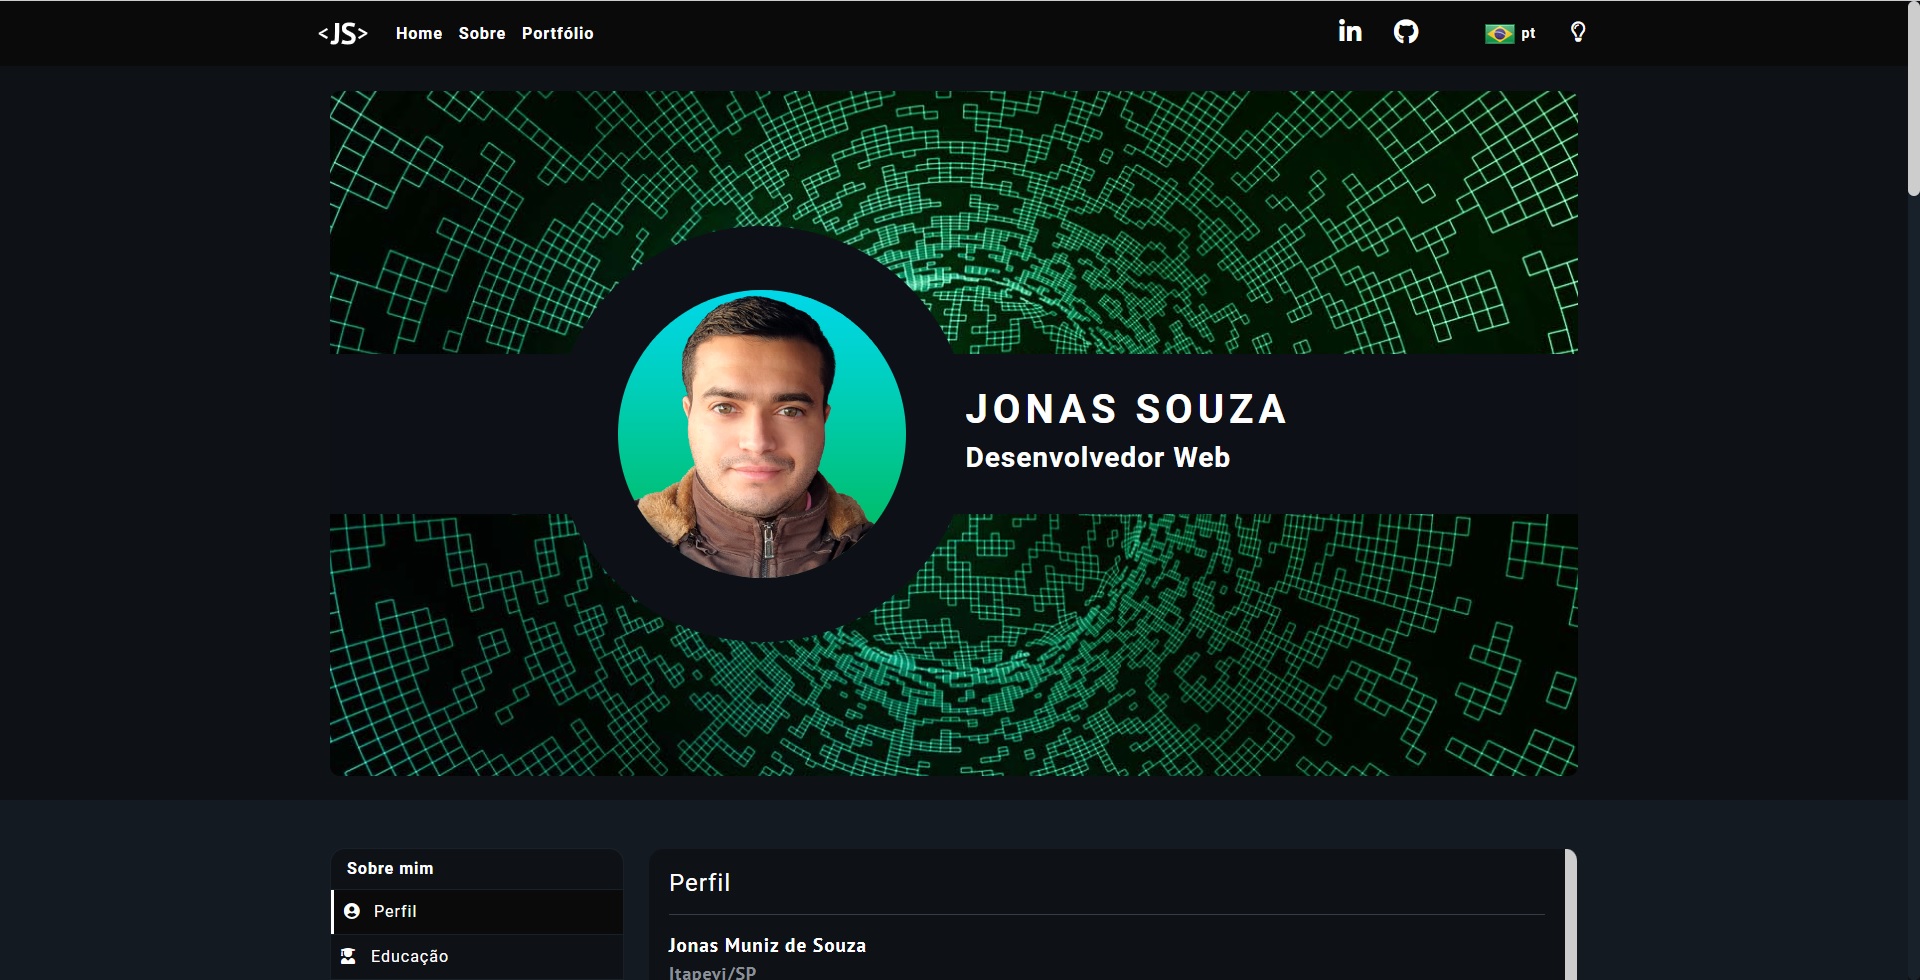 <JS> Home Sobre Portfólio pt
JONAS SOUZA
Desenvolvedor Web
Sobre mim
Perfil
Educação
Perfil
Jonas Muniz de Souza
Itapevi/SP